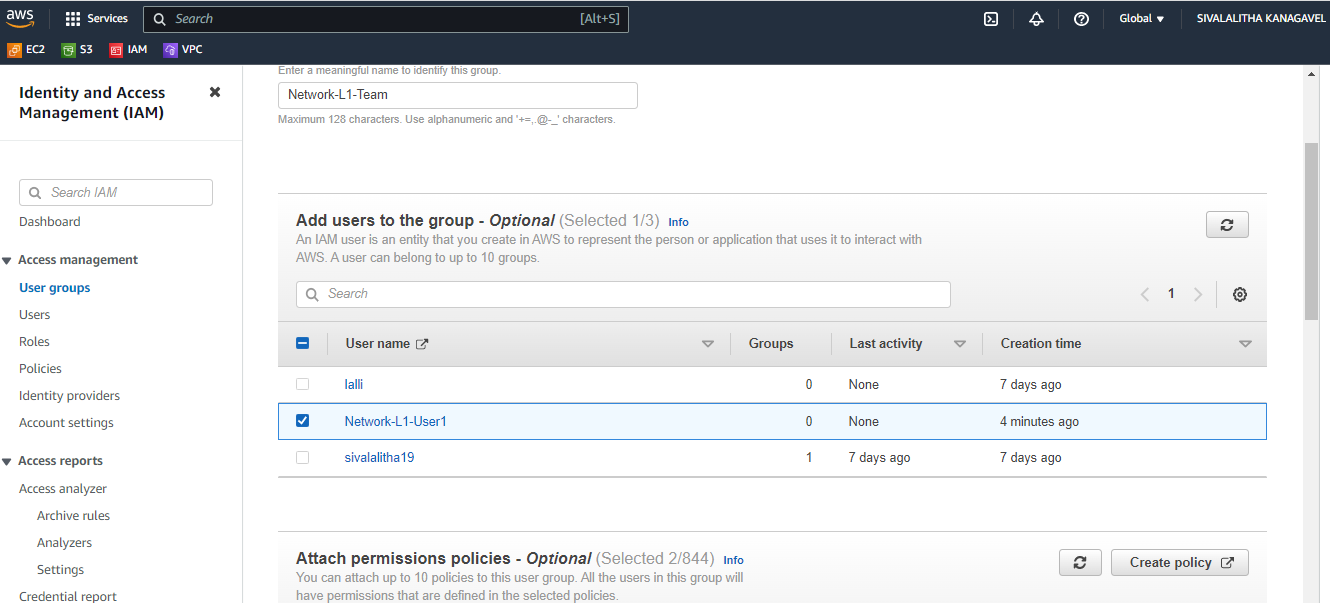 aws
Services
Search
[Alt+S]
Global
SIVALALITHA KANAGAVEL
EC2
S3
IAM
VPC
Identity and Access
Management (IAM)
Search IAM
Dashboard
Access management
User groups
Users
Roles
Policies
Identity providers
Account settings
Access reports
Access analyzer
Archive rules
Analyzers
Settings
Credential report
Enter a meaningful name to identify this group.
Network-L1-Team
Maximum 128 characters. Use alphanumeric and '+=,.@-_' characters.
Add users to the group - Optional (Selected 1/3) Info
An IAM user is an entity that you create in AWS to represent the person or application that uses it to interact with
AWS. A user can belong to up to 10 groups.
Search
1
User name Groups Last activity Creation time
lalli 0 None 7 days ago
Network-L1-User1 0 None 4 minutes ago
sivalalitha19 1 7 days ago 7 days ago
Attach permissions policies - Optional (Selected 2/844) Info
Create policy
You can attach up to 10 policies to this user group. All the users in this group will
have permissions that are defined in the selected policies.